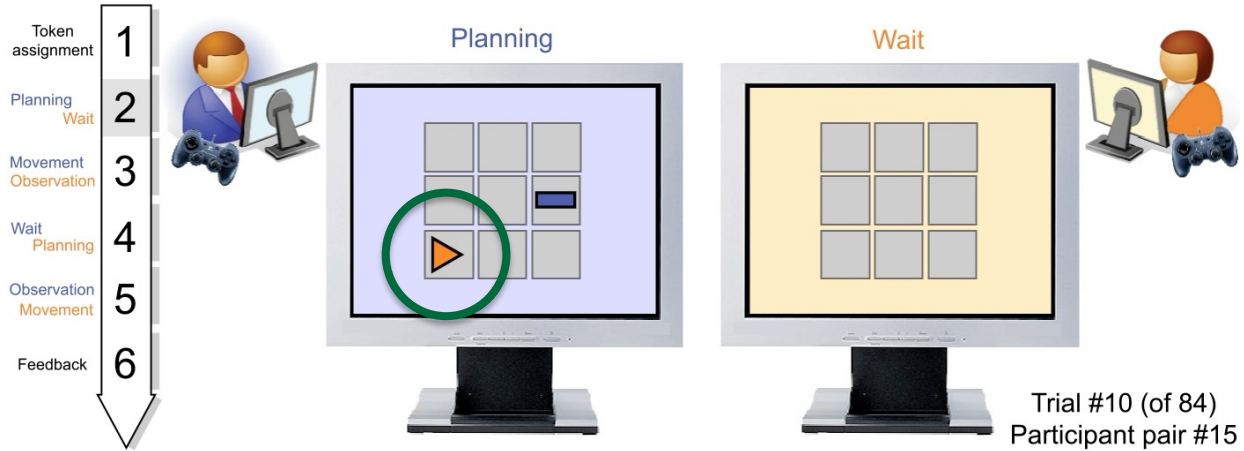 Token
assignment
1
Planning
Wait
2
Movement
Observation
3
Wait
Planning
4
Observation
Movement
5
Feedback
6
Planning
Wait
Trial #10 (of 84)
Participant pair #15